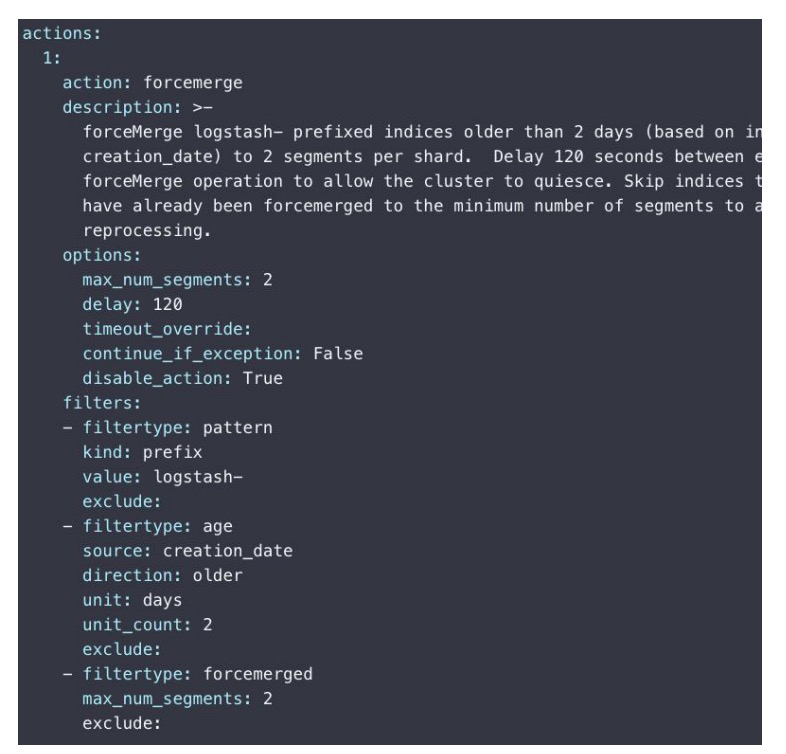 actions:
  1:
    action: forcemerge
    description: >-
      forceMerge logstash- prefixed indices older than 2 days (based on
      creation_date) to 2 segments per shard.  Delay 120 seconds between
      forceMerge operation to allow the cluster to quiesce. Skip indices
      have already been forcemerged to the minimum number of segments to
      reprocessing.
    options:
      max_num_segments: 2
      delay: 120
      timeout_override:
      continue_if_exception: False
      disable_action: True
    filters:
    - filtertype: pattern
      kind: prefix
      value: logstash-
      exclude:
    - filtertype: age
      source: creation_date
      direction: older
      unit: days
      unit_count: 2
      exclude:
    - filtertype: forcemerged
      max_num_segments: 2
      exclude: